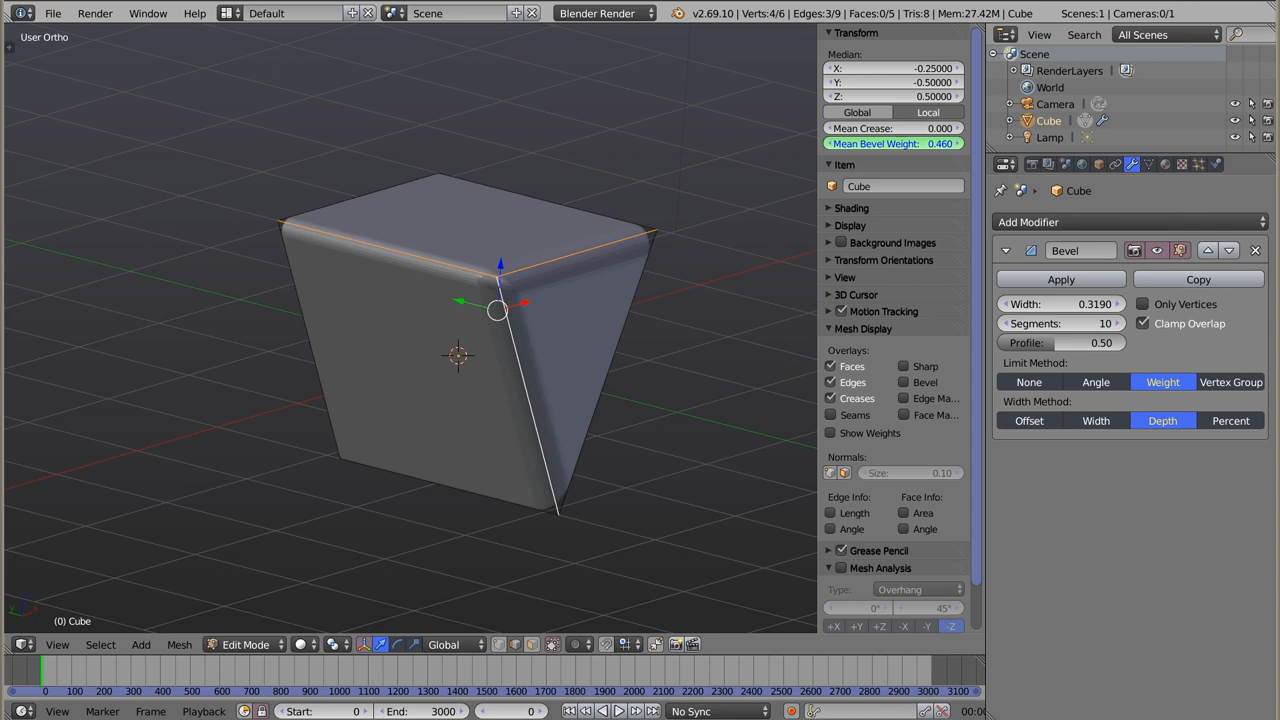 File Render Window Help Default Scene Blender Render v2.69.10 | Verts:4/6 | Edges:3/9 | Faces:0/5 | Tris:8 | Mem:27.42M | Cube Scenes:1 | Cameras:0/1
User Ortho
(0) Cube
Transform
Median:
X: -0.25000
Y: -0.50000
Z: 0.50000
Global Local
Mean Crease: 0.000
Mean Bevel Weight: 0.460
Item
Cube
Shading
Display
Background Images
Transform Orientations
View
3D Cursor
Motion Tracking
Mesh Display
Overlays:
Faces Sharp
Edges Bevel
Creases Edge Ma...
Seams Face Ma...
Show Weights
Normals:
Size: 0.10
Edge Info: Face Info:
Length Area
Angle Angle
Grease Pencil
Mesh Analysis
Type: Overhang
0° 45°
+X +Y +Z -X -Y -Z
View Search All Scenes
Scene
RenderLayers
World
Camera
Cube
Lamp
Cube
Add Modifier
Bevel
Apply Copy
Width: 0.3190 Only Vertices
Segments: 10 Clamp Overlap
Profile: 0.50
Limit Method:
None Angle Weight Vertex Group
Width Method:
Offset Width Depth Percent
View Select Add Mesh Edit Mode Global
0 100 200 300 400 500 600 700 800 900 1000 1100 1200 1300 1400 1500 1600 1700 1800 1900 2000 2100 2200 2300 2400 2500 2600 2700 2800 2900 3000 3100
View Marker Frame Playback Start: 0 End: 3000 0 No Sync